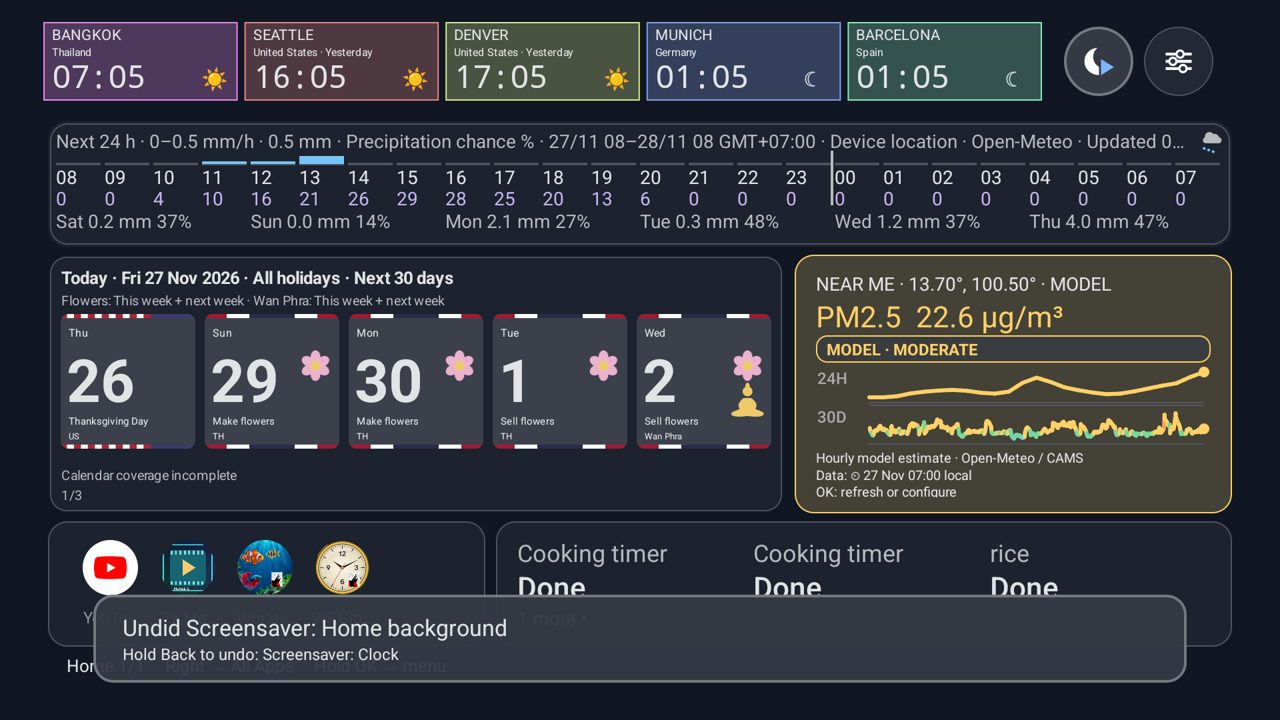 BANGKOK
Thailand
07:05
SEATTLE
United States · Yesterday
16:05
DENVER
United States · Yesterday
17:05
MUNICH
Germany
01:05
BARCELONA
Spain
01:05
Next 24 h · 0–0.5 mm/h · 0.5 mm · Precipitation chance % · 27/11 08–28/11 08 GMT+07:00 · Device location · Open-Meteo · Updated 0…
08 09 10 11 12 13 14 15 16 17 18 19 20 21 22 23 00 01 02 03 04 05 06 07
0 0 4 10 16 21 26 29 28 25 20 13 6 0 0 0 0 0 0 0 0 0 0 0
Sat 0.2 mm 37% Sun 0.0 mm 14% Mon 2.1 mm 27% Tue 0.3 mm 48% Wed 1.2 mm 37% Thu 4.0 mm 47%
Today · Fri 27 Nov 2026 · All holidays · Next 30 days
Flowers: This week + next week · Wan Phra: This week + next week
Thu
26
Thanksgiving Day
US
Sun
29
Make flowers
TH
Mon
30
Make flowers
TH
Tue
1
Sell flowers
TH
Wed
2
Sell flowers
Wan Phra
Calendar coverage incomplete
1/3
NEAR ME · 13.70°, 100.50° · MODEL
PM2.5 22.6 µg/m³
MODEL · MODERATE
24H
30D
Hourly model estimate · Open-Meteo / CAMS
Data: ⏲ 27 Nov 07:00 local
OK: refresh or configure
Cooking timer
Done
Cooking timer
Done
rice
Done
1 more •
Undid Screensaver: Home background
Hold Back to undo: Screensaver: Clock
Home 1/1 Right → All Apps Hold OK → menu